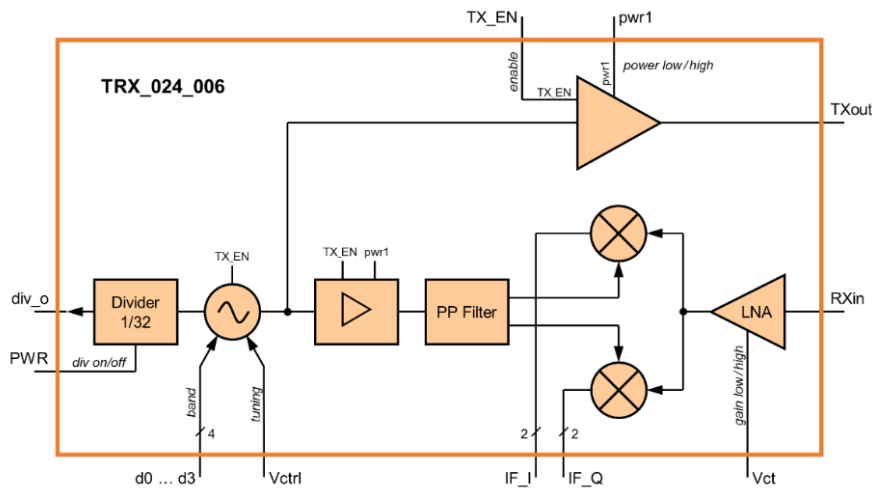 TX_EN
pwr1
TRX_024_006
enable
TX_EN
pwr1
power low/high
TXout
TX_EN
TX_EN
pwr1
div_o
Divider
1/32
PP Filter
LNA
RXin
PWR
div on/off
band
tuning
gain low/high
4
2
2
d0 ... d3
Vctrl
IF_I
IF_Q
Vct